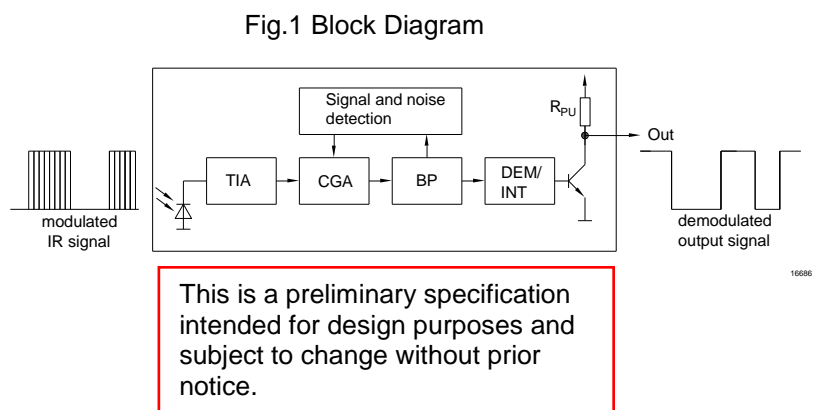 Fig.1 Block Diagram
Signal and noise
detection
R_PU
Out
TIA
CGA
BP
DEM/
INT
modulated
IR signal
demodulated
output signal
16686
This is a preliminary specification
intended for design purposes and
subject to change without prior
notice.